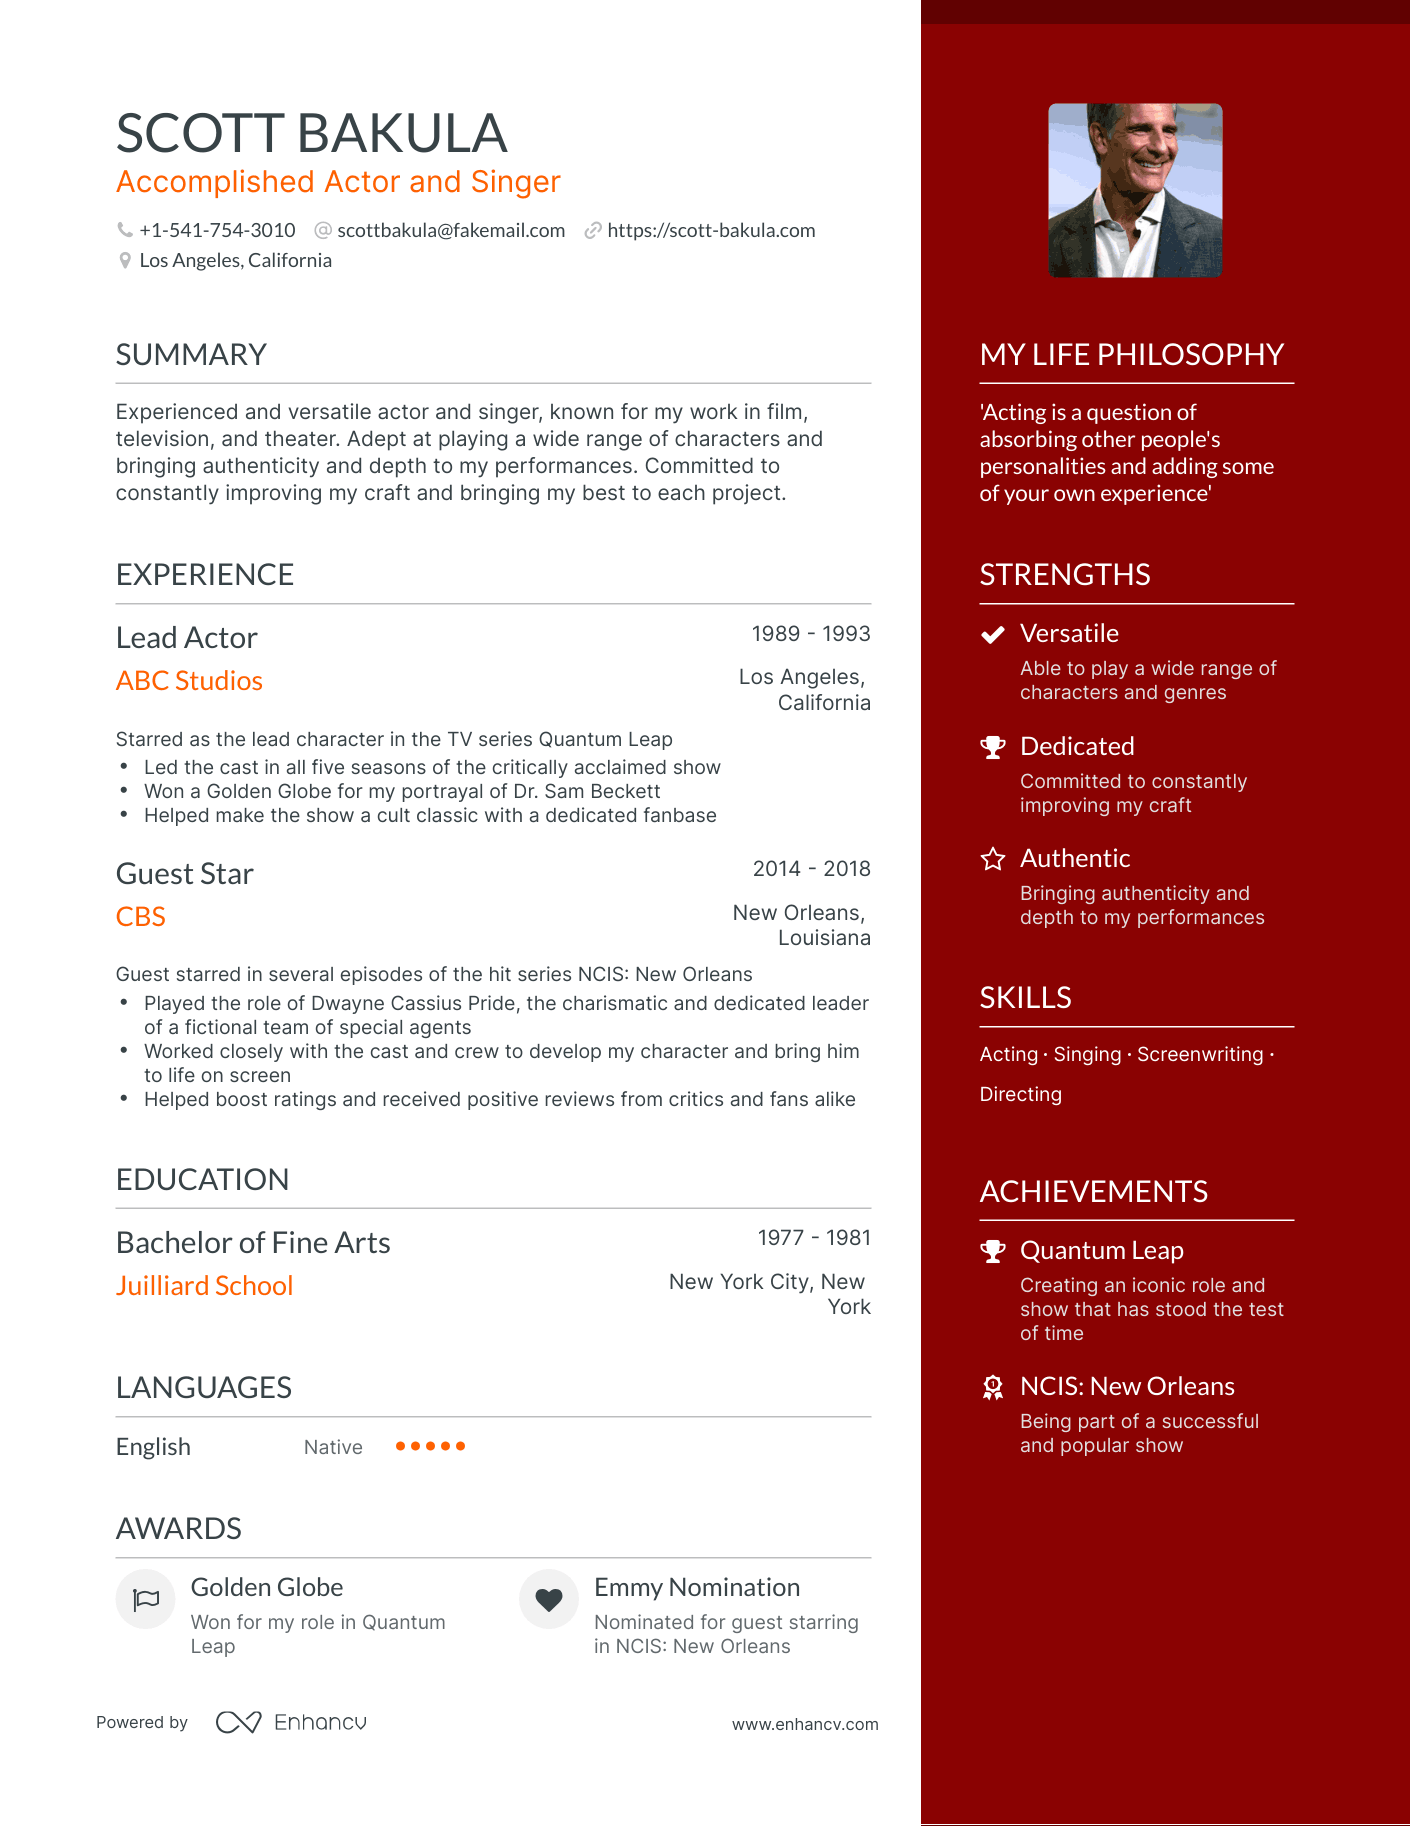 SCOTT BAKULA
Accomplished Actor and Singer
+1-541-754-3010 scottbakula@fakemail.com https://scott-bakula.com
Los Angeles, California
SUMMARY
Experienced and versatile actor and singer, known for my work in film,
television, and theater. Adept at playing a wide range of characters and
bringing authenticity and depth to my performances. Committed to
constantly improving my craft and bringing my best to each project.
EXPERIENCE
Lead Actor 1989 - 1993
ABC Studios Los Angeles,
California
Starred as the lead character in the TV series Quantum Leap
• Led the cast in all five seasons of the critically acclaimed show
• Won a Golden Globe for my portrayal of Dr. Sam Beckett
• Helped make the show a cult classic with a dedicated fanbase
Guest Star 2014 - 2018
CBS New Orleans,
Louisiana
Guest starred in several episodes of the hit series NCIS: New Orleans
• Played the role of Dwayne Cassius Pride, the charismatic and dedicated leader
of a fictional team of special agents
• Worked closely with the cast and crew to develop my character and bring him
to life on screen
• Helped boost ratings and received positive reviews from critics and fans alike
EDUCATION
Bachelor of Fine Arts 1977 - 1981
Juilliard School New York City, New
York
LANGUAGES
English Native
AWARDS
Golden Globe
Won for my role in Quantum
Leap
Emmy Nomination
Nominated for guest starring
in NCIS: New Orleans
Powered by Enhancv www.enhancv.com
MY LIFE PHILOSOPHY
'Acting is a question of
absorbing other people's
personalities and adding some
of your own experience'
STRENGTHS
Versatile
Able to play a wide range of
characters and genres
Dedicated
Committed to constantly
improving my craft
Authentic
Bringing authenticity and
depth to my performances
SKILLS
Acting · Singing · Screenwriting ·
Directing
ACHIEVEMENTS
Quantum Leap
Creating an iconic role and
show that has stood the test
of time
NCIS: New Orleans
Being part of a successful
and popular show